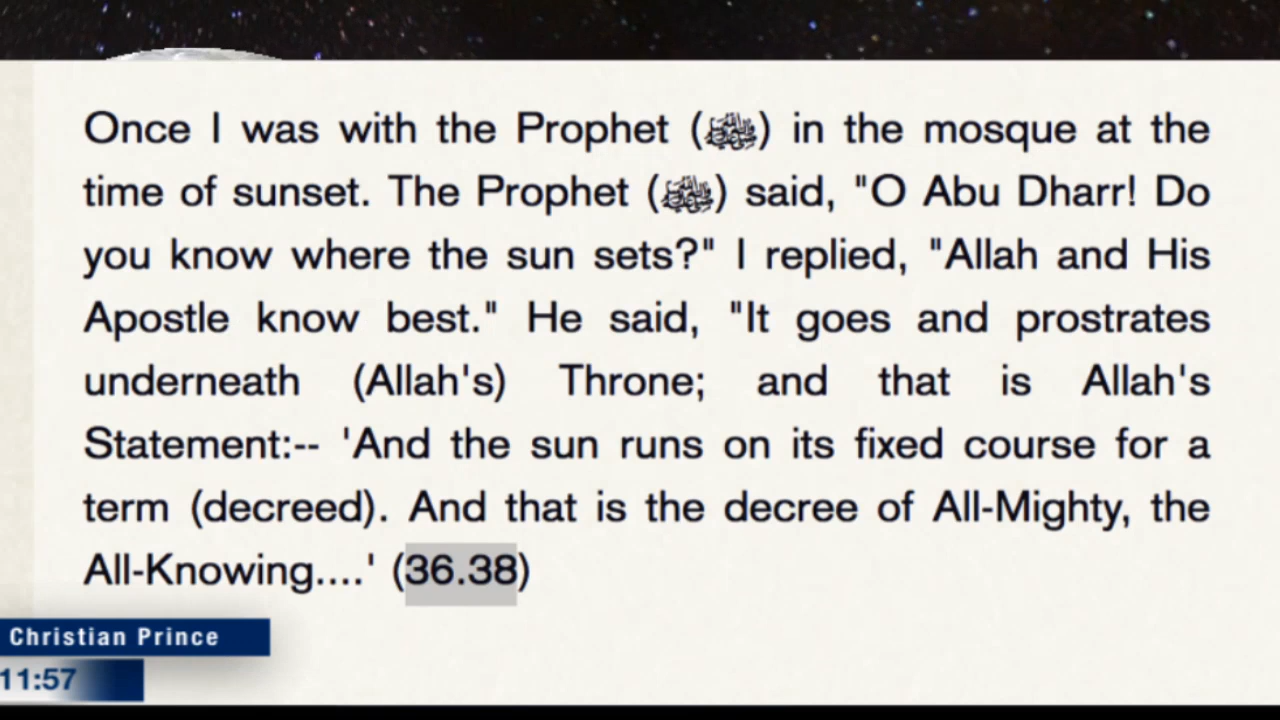 Once I was with the Prophet (ﷺ) in the mosque at the
time of sunset. The Prophet (ﷺ) said, "O Abu Dharr! Do
you know where the sun sets?" I replied, "Allah and His
Apostle know best." He said, "It goes and prostrates
underneath (Allah's) Throne; and that is Allah's
Statement:-- 'And the sun runs on its fixed course for a
term (decreed). And that is the decree of All-Mighty, the
All-Knowing....' (36.38)
Christian Prince
11:57